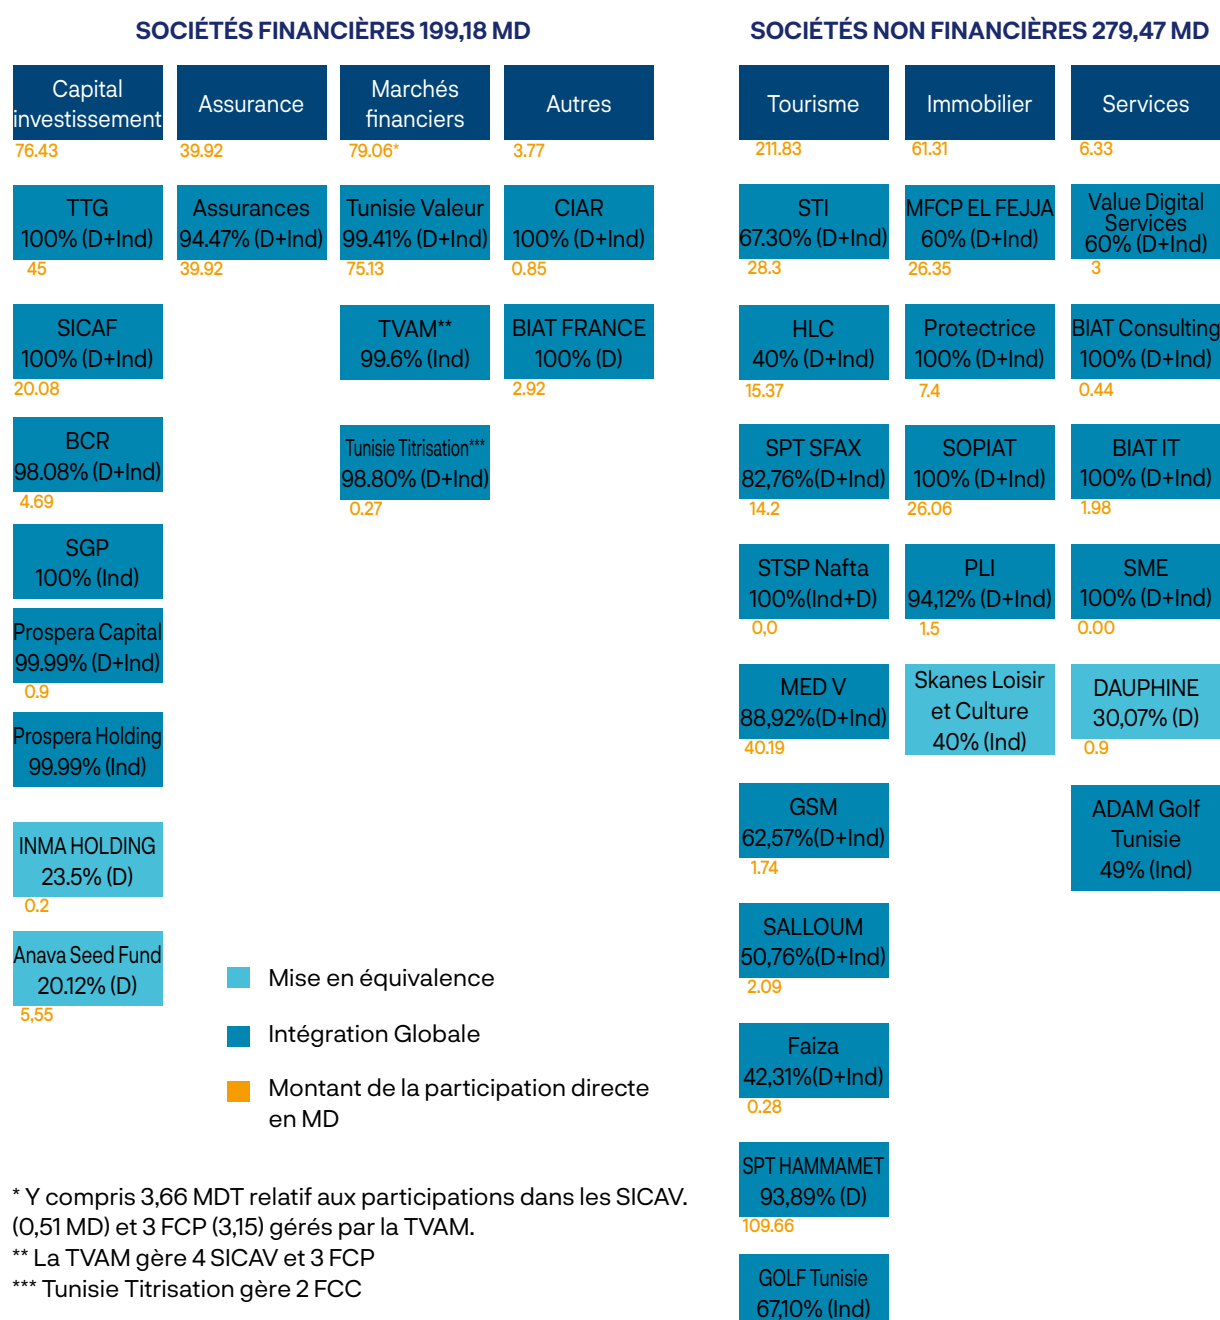 SOCIÉTÉS FINANCIÈRES 199,18 MD
Capital
investissement
76.43
TTG
100% (D+Ind)
45
SICAF
100% (D+Ind)
20.08
BCR
98.08% (D+Ind)
4.69
SGP
100% (Ind)
Prospera Capital
99.99% (D+Ind)
0.9
Prospera Holding
99.99% (Ind)
INMA HOLDING
23.5% (D)
0.2
Anava Seed Fund
20.12% (D)
5,55
Assurance
39.92
Assurances
94.47% (D+Ind)
39.92
Marchés
financiers
79.06*
Tunisie Valeur
99.41% (D+Ind)
75.13
TVAM**
99.6% (Ind)
Tunisie Titrisation***
98.80% (D+Ind)
0.27
Autres
3.77
CIAR
100% (D+Ind)
0.85
BIAT FRANCE
100% (D)
2.92
SOCIÉTÉS NON FINANCIÈRES 279,47 MD
Tourisme
211.83
STI
67.30% (D+Ind)
28.3
HLC
40% (D+Ind)
15.37
SPT SFAX
82,76%(D+Ind)
14.2
STSP Nafta
100%(Ind+D)
0,0
MED V
88,92%(D+Ind)
40.19
GSM
62,57%(D+Ind)
1.74
SALLOUM
50,76%(D+Ind)
2.09
Faiza
42,31%(D+Ind)
0.28
SPT HAMMAMET
93,89% (D)
109.66
GOLF Tunisie
67,10% (Ind)
Immobilier
61.31
MFCP EL FEJJA
60% (D+Ind)
26.35
Protectrice
100% (D+Ind)
7.4
SOPIAT
100% (D+Ind)
26.06
PLI
94,12% (D+Ind)
1.5
Skanes Loisir
et Culture
40% (Ind)
Services
6.33
Value Digital
Services
60% (D+Ind)
3
BIAT Consulting
100% (D+Ind)
0.44
BIAT IT
100% (D+Ind)
1.98
SME
100% (D+Ind)
0.00
DAUPHINE
30,07% (D)
0.9
ADAM Golf
Tunisie
49% (Ind)
Mise en équivalence
Intégration Globale
Montant de la participation directe
en MD
* Y compris 3,66 MDT relatif aux participations dans les SICAV.
(0,51 MD) et 3 FCP (3,15) gérés par la TVAM.
** La TVAM gère 4 SICAV et 3 FCP
*** Tunisie Titrisation gère 2 FCC